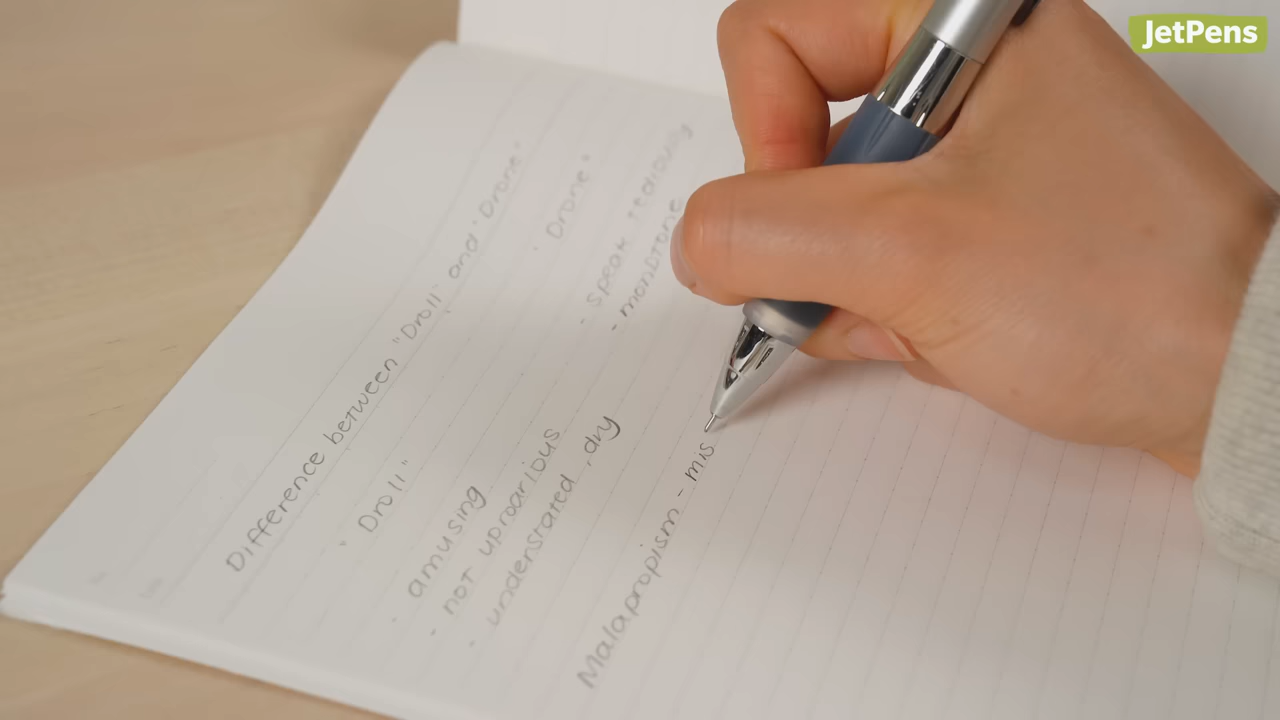 JetPens
Difference between "Droll" and "Drone"
"Droll"
- amusing
- not uproarious
- understated, dry
"Drone"
- speak tediously
- monotone
Malapropism - mis